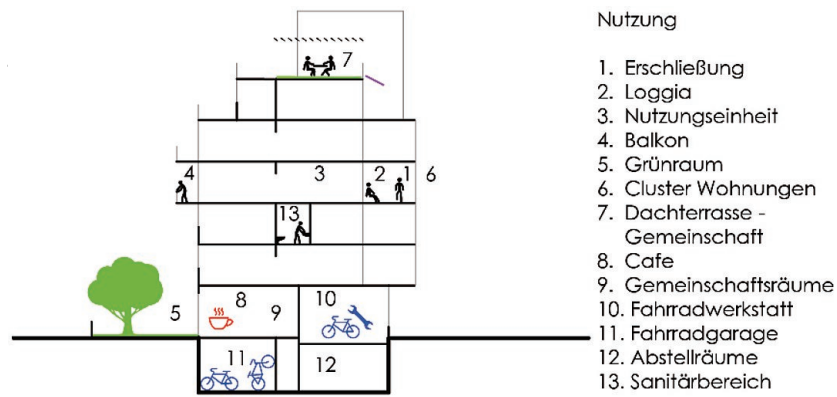 7
4
3
2
1
6
13
5
8
9
10
11
12
Nutzung
1. Erschließung
2. Loggia
3. Nutzungseinheit
4. Balkon
5. Grünraum
6. Cluster Wohnungen
7. Dachterrasse -
Gemeinschaft
8. Cafe
9. Gemeinschaftsräume
10. Fahrradwerkstatt
11. Fahrradgarage
12. Abstellräume
13. Sanitärbereich